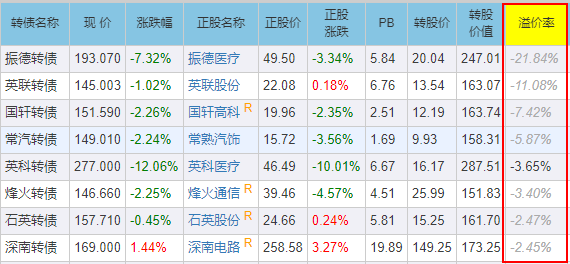 转债名称 现 价 涨跌幅 正股名称 正股价 正股涨跌 PB 转股价 转股价值 溢价率
振德转债 193.070 -7.32% 振德医疗 49.50 -3.34% 5.84 20.04 247.01 -21.84%
英联转债 145.003 -1.02% 英联股份 22.08 0.18% 6.76 13.54 163.07 -11.08%
国轩转债 151.590 -2.26% 国轩高科 R 19.96 -2.35% 2.51 12.19 163.74 -7.42%
常汽转债 149.010 -2.24% 常熟汽饰 15.72 -3.56% 1.69 9.93 158.31 -5.87%
英科转债 277.000 -12.06% 英科医疗 46.49 -10.01% 6.67 16.17 287.51 -3.65%
烽火转债 146.660 -2.25% 烽火通信 R 39.46 -4.57% 4.51 25.99 151.83 -3.40%
石英转债 157.710 -0.45% 石英股份 R 24.66 0.24% 5.81 15.25 161.70 -2.47%
深南转债 169.000 1.44% 深南电路 R 258.58 3.27% 19.89 149.25 173.25 -2.45%